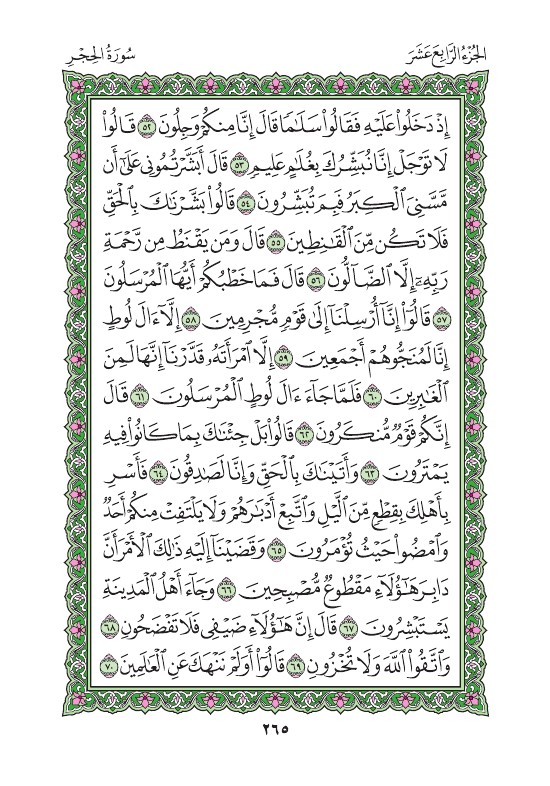 الجُزْءُ الرَّابِعَ عَشَرَ
سُورَةُ الحِجْرِ
إِذْ دَخَلُوا۟ عَلَيْهِ فَقَالُوا۟ سَلَـٰمًا قَالَ إِنَّا مِنكُمْ وَجِلُونَ ٥٢ قَالُوا۟
لَا تَوْجَلْ إِنَّا نُبَشِّرُكَ بِغُلَـٰمٍ عَلِيمٍ ٥٣ قَالَ أَبَشَّرْتُمُونِى عَلَىٰٓ أَن
مَّسَّنِىَ ٱلْكِبَرُ فَبِمَ تُبَشِّرُونَ ٥٤ قَالُوا۟ بَشَّرْنَـٰكَ بِٱلْحَقِّ
فَلَا تَكُن مِّنَ ٱلْقَـٰنِطِينَ ٥٥ قَالَ وَمَن يَقْنَطُ مِن رَّحْمَةِ
رَبِّهِۦٓ إِلَّا ٱلضَّآلُّونَ ٥٦ قَالَ فَمَا خَطْبُكُمْ أَيُّهَا ٱلْمُرْسَلُونَ
٥٧ قَالُوٓا۟ إِنَّآ أُرْسِلْنَآ إِلَىٰ قَوْمٍ مُّجْرِمِينَ ٥٨ إِلَّآ ءَالَ لُوطٍ
إِنَّا لَمُنَجُّوهُمْ أَجْمَعِينَ ٥٩ إِلَّا ٱمْرَأَتَهُۥ قَدَّرْنَآ إِنَّهَا لَمِنَ
ٱلْغَـٰبِرِينَ ٦٠ فَلَمَّا جَآءَ ءَالَ لُوطٍ ٱلْمُرْسَلُونَ ٦١ قَالَ
إِنَّكُمْ قَوْمٌ مُّنكَرُونَ ٦٢ قَالُوا۟ بَلْ جِئْنَـٰكَ بِمَا كَانُوا۟ فِيهِ
يَمْتَرُونَ ٦٣ وَأَتَيْنَـٰكَ بِٱلْحَقِّ وَإِنَّا لَصَـٰدِقُونَ ٦٤ فَأَسْرِ
بِأَهْلِكَ بِقِطْعٍ مِّنَ ٱلَّيْلِ وَٱتَّبِعْ أَدْبَـٰرَهُمْ وَلَا يَلْتَفِتْ مِنكُمْ أَحَدٌ
وَٱمْضُوا۟ حَيْثُ تُؤْمَرُونَ ٦٥ وَقَضَيْنَآ إِلَيْهِ ذَٰلِكَ ٱلْأَمْرَ أَنَّ
دَابِرَ هَـٰٓؤُلَآءِ مَقْطُوعٌ مُّصْبِحِينَ ٦٦ وَجَآءَ أَهْلُ ٱلْمَدِينَةِ
يَسْتَبْشِرُونَ ٦٧ قَالَ إِنَّ هَـٰٓؤُلَآءِ ضَيْفِى فَلَا تَفْضَحُونِ ٦٨
وَٱتَّقُوا۟ ٱللَّهَ وَلَا تُخْزُونِ ٦٩ قَالُوٓا۟ أَوَلَمْ نَنْهَكَ عَنِ ٱلْعَـٰلَمِينَ ٧٠
٢٦٥